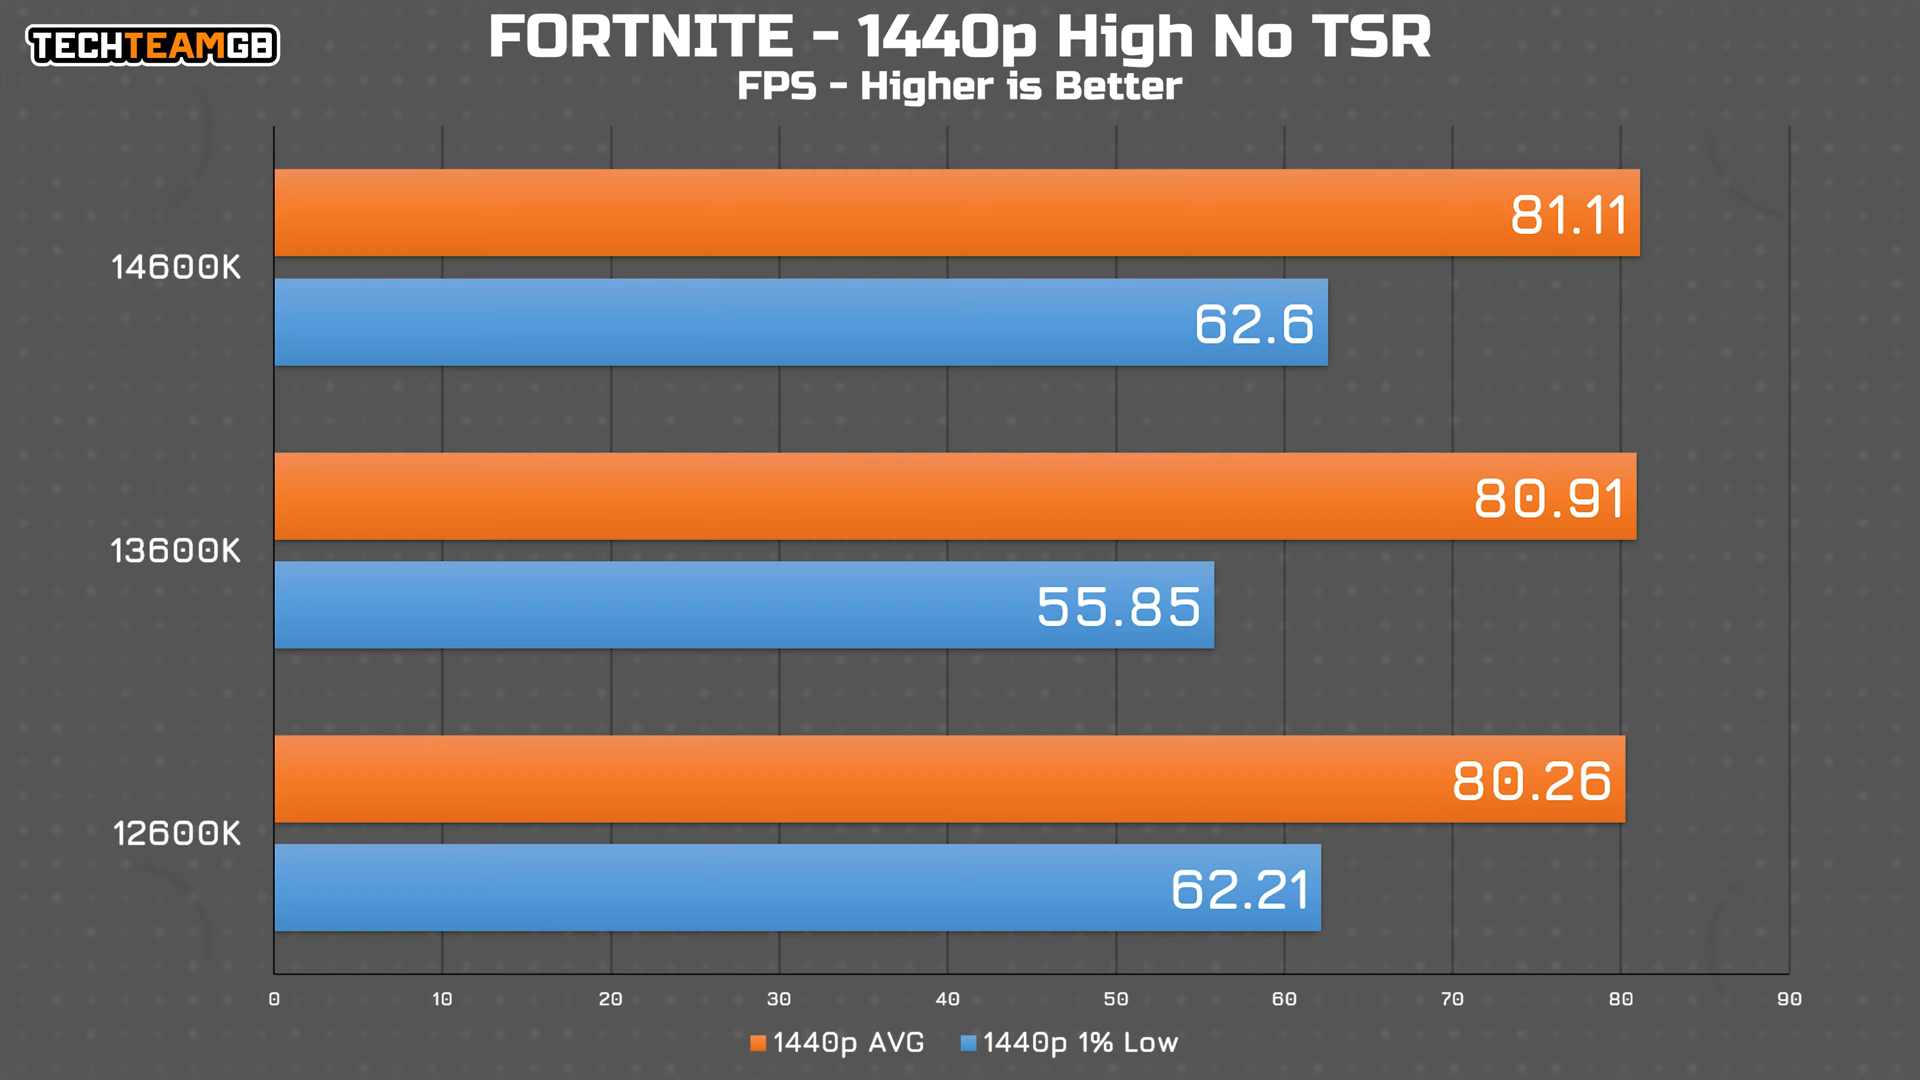 TECHTEAMGB
FORTNITE - 1440p High No TSR
FPS - Higher is Better
81.11
14600K
62.6
80.91
13600K
55.85
80.26
12600K
62.21
0 10 20 30 40 50 60 70 80 90
1440p AVG 1440p 1% Low